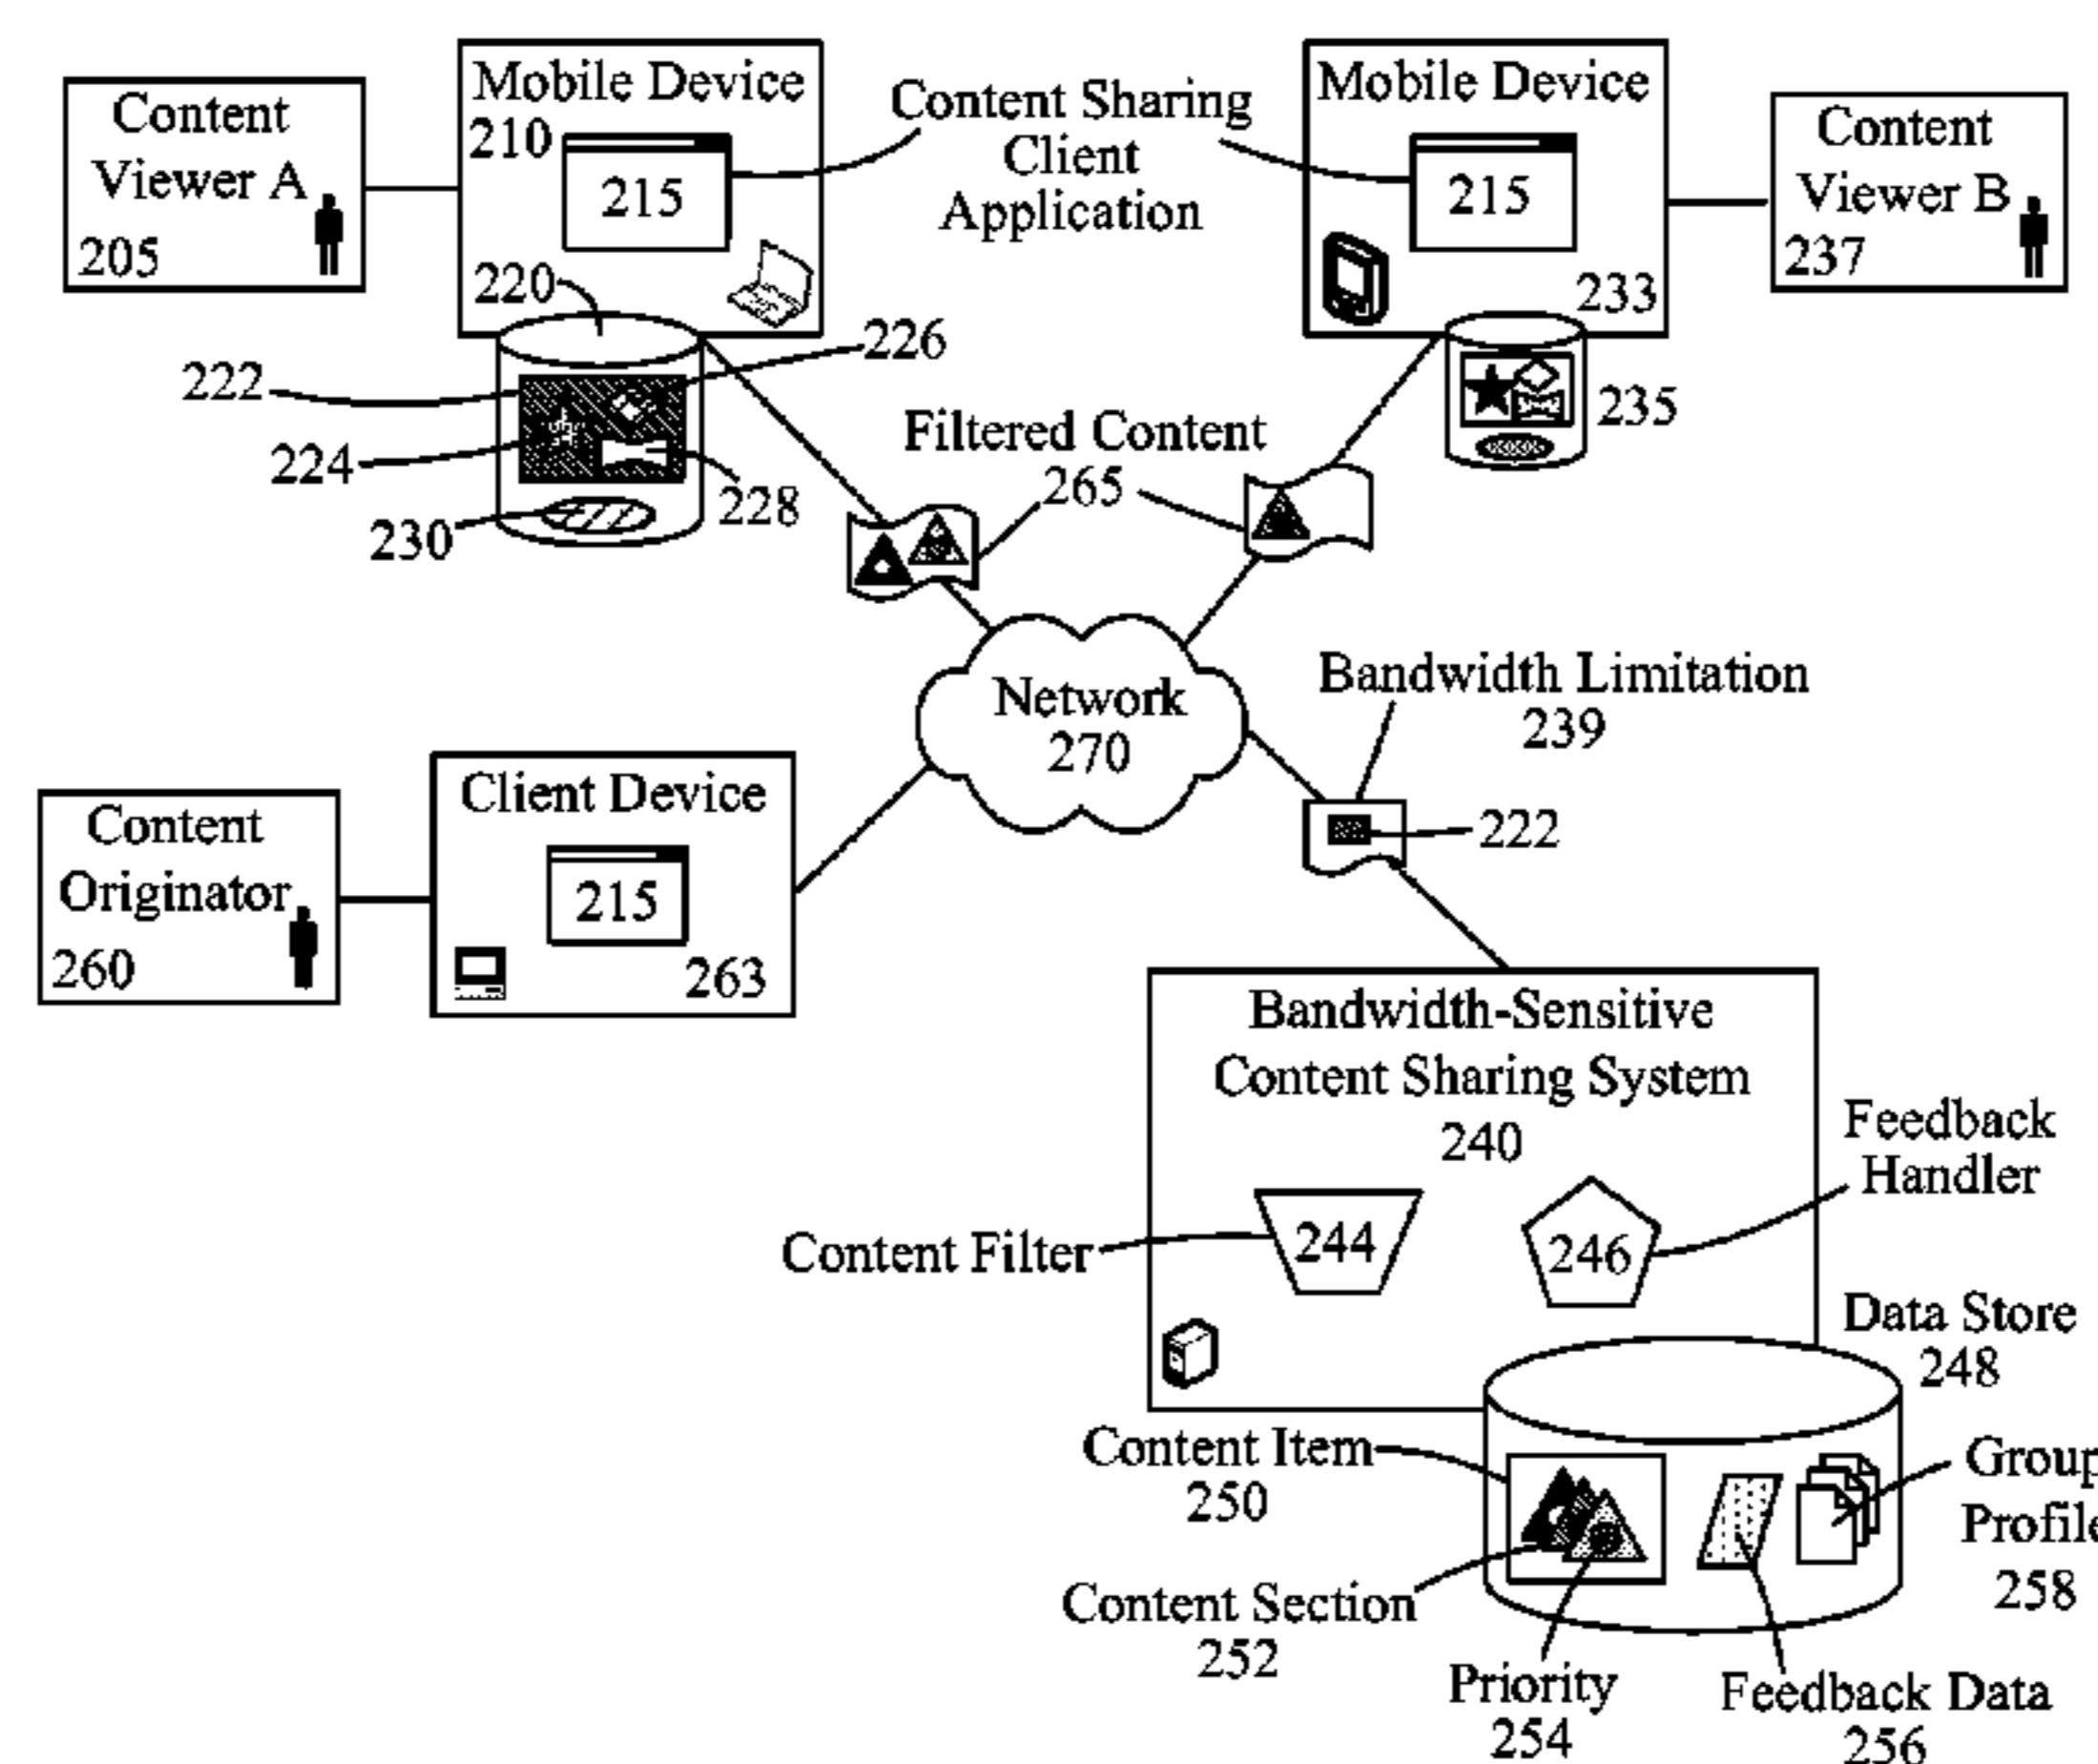 Content
Viewer A
205
Mobile Device
210
215
Content Sharing
Client
Application
Mobile Device
215
233
Content
Viewer B
237
220
222
224
226
228
230
235
Filtered Content
265
Network
270
Bandwidth Limitation
239
222
Content
Originator
260
Client Device
215
263
Bandwidth-Sensitive
Content Sharing System
240
Content Filter
244
246
Feedback
Handler
Data Store
248
Content Item
250
Content Section
252
Priority
254
Feedback Data
256
Group
Profile
258